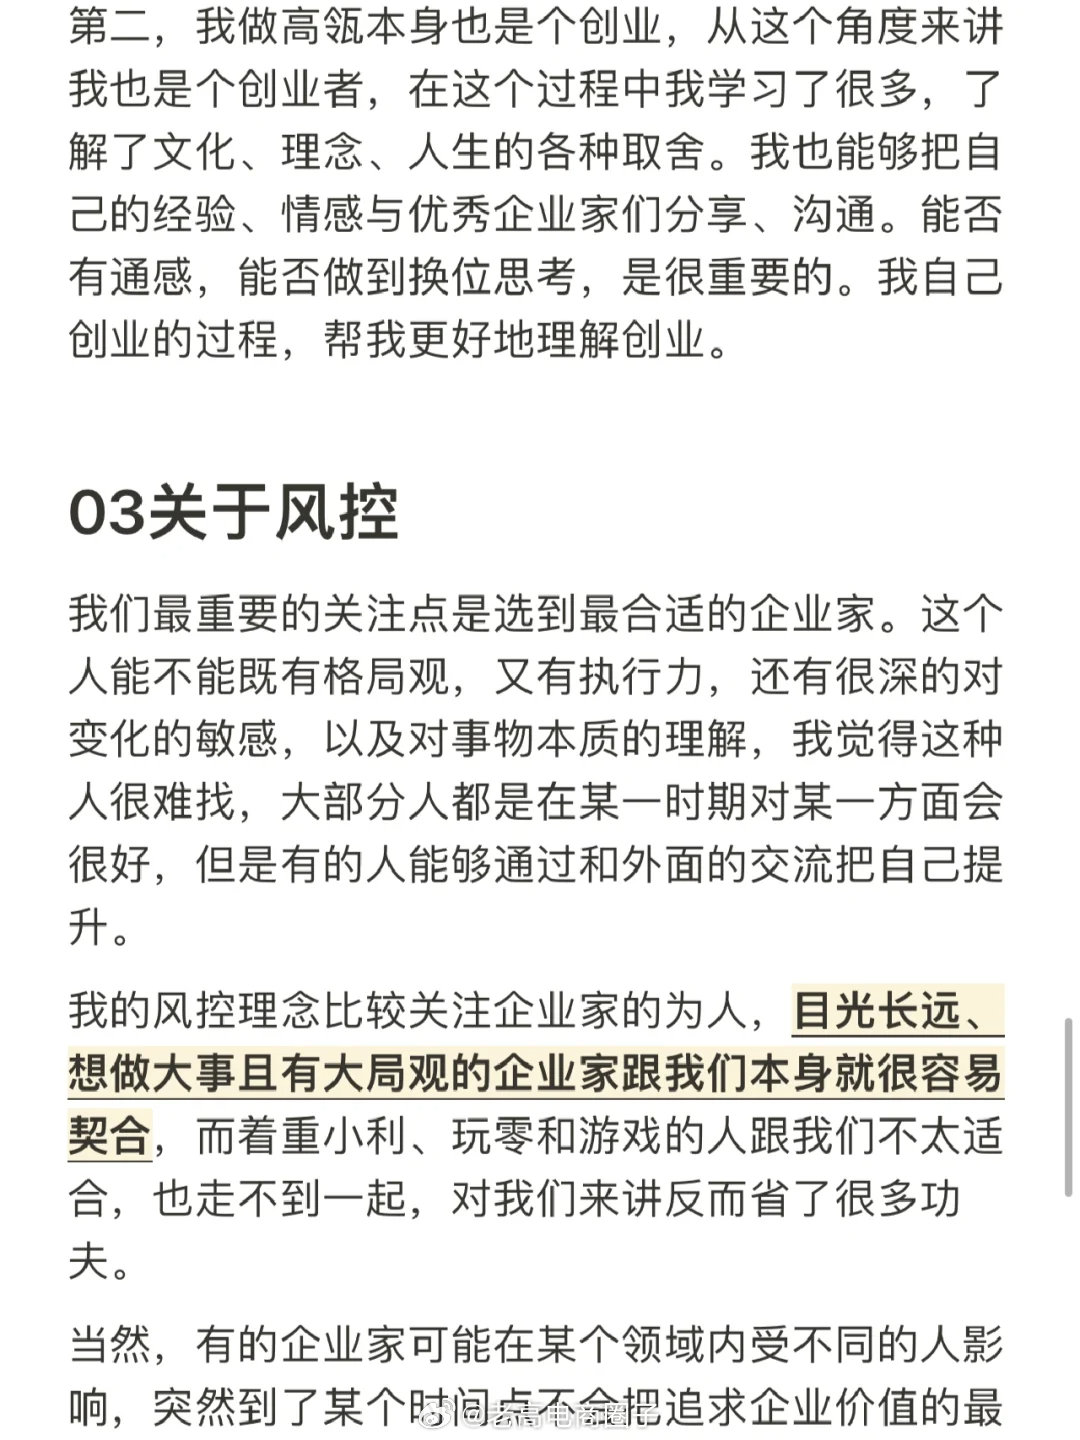 第二，我做高瓴本身也是个创业，从这个角度来讲
我也是个创业者，在这个过程中我学习了很多，了
解了文化、理念、人生的各种取舍。我也能够把自
己的经验、情感与优秀企业家们分享、沟通。能否
有通感，能否做到换位思考，是很重要的。我自己
创业的过程，帮我更好地理解创业。
03关于风控
我们最重要的关注点是选到最合适的企业家。这个
人能不能既有格局观，又有执行力，还有很深的对
变化的敏感，以及对事物本质的理解，我觉得这种
人很难找，大部分人都是在某一时期对某一方面会
很好，但是有的人能够通过和外面的交流把自己提
升。
我的风控理念比较关注企业家的为人，目光长远、
想做大事且有大局观的企业家跟我们本身就很容易
契合，而着重小利、玩零和游戏的人跟我们不太适
合，也走不到一起，对我们来讲反而省了很多功
夫。
当然，有的企业家可能在某个领域内受不同的人影
响，突然到了某个时间点不会把追求企业价值的最
@老高电商圈子